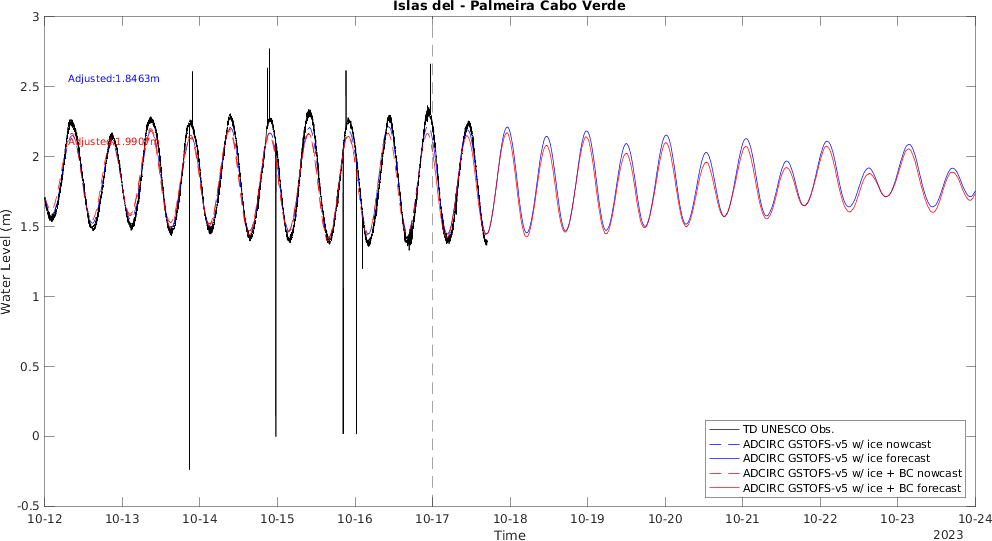 Islas del - Palmeira Cabo Verde
Water Level (m)
3
2.5
2
1.5
1
0.5
0
-0.5
Adjusted:1.8463m
Adjusted:1.9907m
TD UNESCO Obs.
ADCIRC GSTOFS-v5 w/ ice nowcast
ADCIRC GSTOFS-v5 w/ ice forecast
ADCIRC GSTOFS-v5 w/ ice + BC nowcast
ADCIRC GSTOFS-v5 w/ ice + BC forecast
10-12 10-13 10-14 10-15 10-16 10-17 10-18 10-19 10-20 10-21 10-22 10-23 10-24
Time
2023